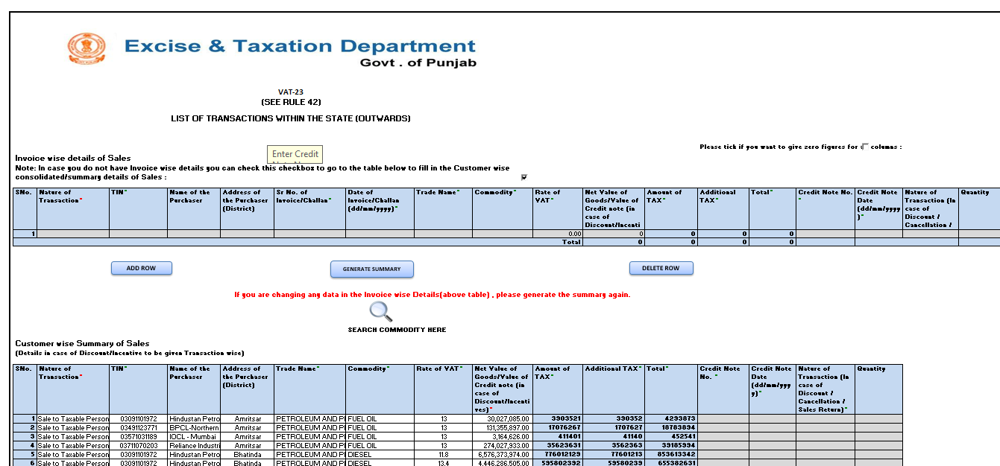 Excise & Taxation Department
Govt . of Punjab
VAT-23
(SEE RULE 42)
LIST OF TRANSACTIONS WITHIN THE STATE (OUTWARDS)
Please tick if you want to give zero figures for columns :
Enter Credit
Invoice wise details of Sales
Note: In case you do not have Invoice wise details you can check this checkbox to go to the table below to fill in the Customer wise
consolidated/summary details of Sales :
SNo. Nature of Transaction* TIN* Name of the Purchaser Address of the Purchaser (District) Sr No. of Invoice/Challan* Date of Invoice/Challan (dd/mm/yyyy)* Trade Name* Commodity* Rate of VAT* Net Value of Goods/Value of Credit note (in case of Discount/Incenti Amount of TAX* Additional TAX* Total* Credit Note No. * Credit Note Date (dd/mm/yyyy )* Nature of Transaction (In case of Discount / Cancellation / Quantity
1 0.00 0 0 0 0
Total 0 0 0 0
ADD ROW GENERATE SUMMARY DELETE ROW
If you are changing any data in the Invoice wise Details(above table) , please generate the summary again.
SEARCH COMMODITY HERE
Customer wise Summary of Sales
(Details in case of Discount/Incentive to be given Transaction wise)
SNo. Nature of Transaction* TIN* Name of the Purchaser Address of the Purchaser (District) Trade Name* Commodity* Rate of VAT* Net Value of Goods/Value of Credit note (in case of Discount/Incenti ves)* Amount of TAX* Additional TAX* Total* Credit Note No. * Credit Note Date (dd/mm/yyy y)* Nature of Transaction (In case of Discount / Cancellation / Sales Return)* Quantity
1 Sale to Taxable Person 03091101972 Hindustan Petro Amritsar PETROLEUM AND P FUEL OIL 13 30,027,085.00 3903521 390352 4293873
2 Sale to Taxable Person 03491123771 BPCL-Northern Amritsar PETROLEUM AND P FUEL OIL 13 131,355,897.00 17076267 1707627 18783894
3 Sale to Taxable Person 03571031189 IOCL - Mumbai Amritsar PETROLEUM AND P FUEL OIL 13 3,164,626.00 411401 41140 452541
4 Sale to Taxable Person 03711070203 Reliance Industri Amritsar PETROLEUM AND P FUEL OIL 13 274,027,933.00 35623631 3562363 39185994
5 Sale to Taxable Person 03091101972 Hindustan Petro Bhatinda PETROLEUM AND P DIESEL 11.8 6,576,373,974.00 776012129 77601213 853613342
6 Sale to Taxable Person 03091101972 Hindustan Petro Bhatinda PETROLEUM AND P DIESEL 13.4 4,446,286,505.00 595802392 59580239 655382631